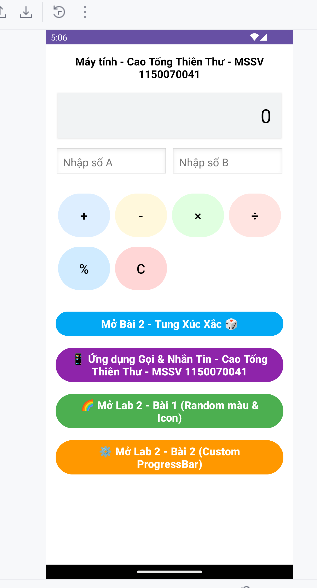 5:06
Máy tính - Cao Tống Thiên Thư - MSSV
1150070041
0
Nhập số A
Nhập số B
+
-
×
÷
%
C
Mở Bài 2 - Tung Xúc Xắc 🎲
📱 Ứng dụng Gọi & Nhắn Tin - Cao Tống
Thiên Thư - MSSV 1150070041
🌈 Mở Lab 2 - Bài 1 (Random màu &
Icon)
⚙️ Mở Lab 2 - Bài 2 (Custom
ProgressBar)